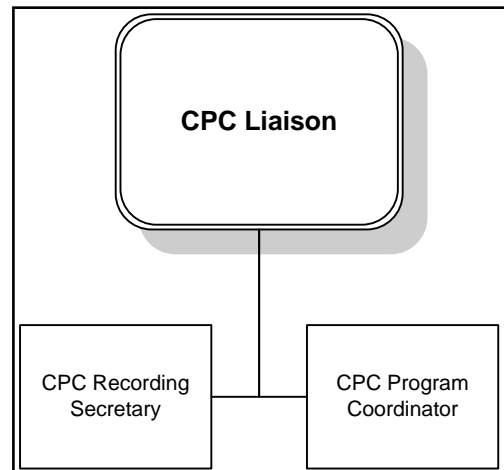 CPC Liaison
CPC Recording
Secretary
CPC Program
Coordinator